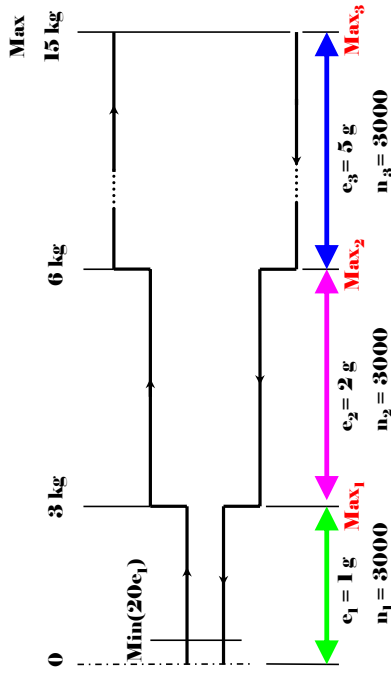 Max
0 3 kg 6 kg 15 kg
Min(20e₁)
Max₁ Max₂ Max₃
e₁ = 1 g e₂ = 2 g e₃ = 5 g
n₁ = 3000 n₂ = 3000 n₃ = 3000